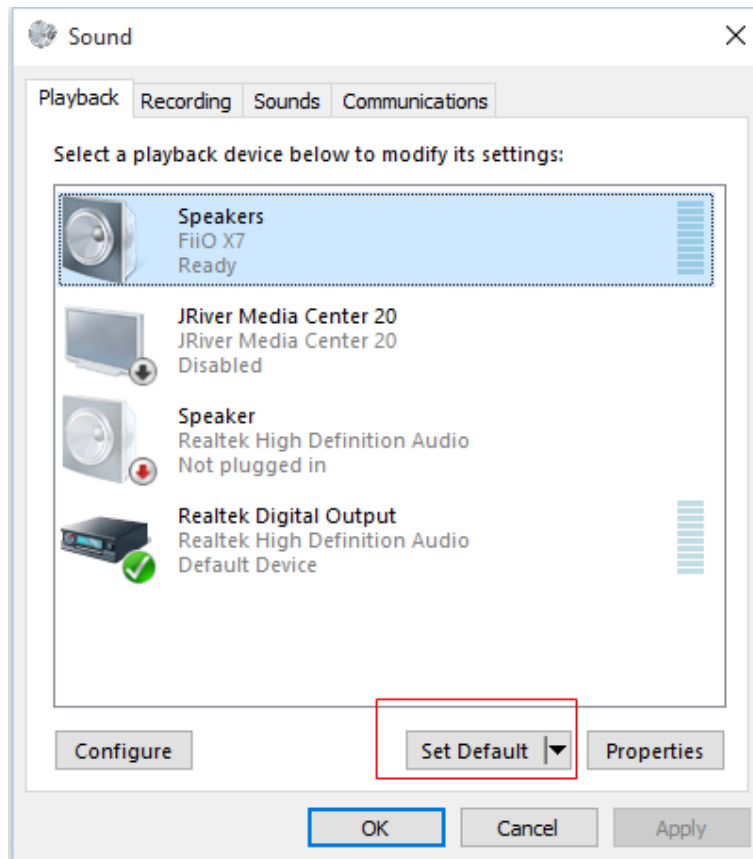 Sound
Playback Recording Sounds Communications
Select a playback device below to modify its settings:
Speakers
FiiO X7
Ready
JRiver Media Center 20
JRiver Media Center 20
Disabled
Speaker
Realtek High Definition Audio
Not plugged in
Realtek Digital Output
Realtek High Definition Audio
Default Device
Configure Set Default Properties
OK Cancel Apply